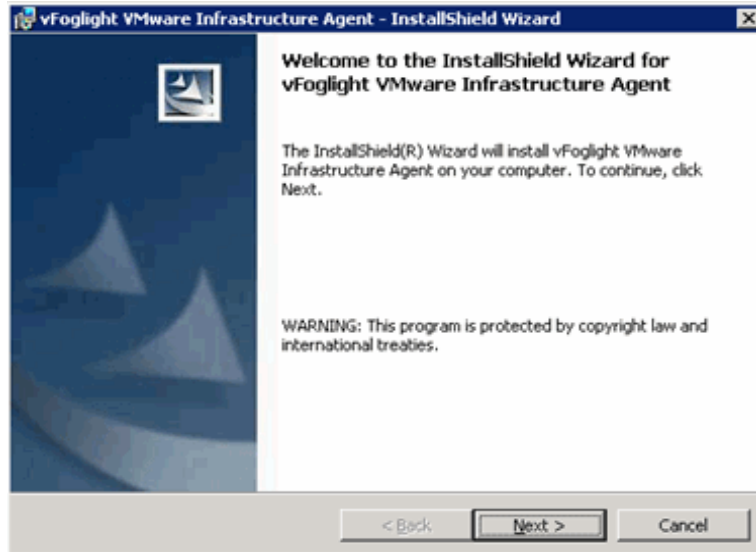 vFoglight VMware Infrastructure Agent - InstallShield Wizard
Welcome to the InstallShield Wizard for
vFoglight VMware Infrastructure Agent
The InstallShield(R) Wizard will install vFoglight VMware
Infrastructure Agent on your computer. To continue, click
Next.
WARNING: This program is protected by copyright law and
international treaties.
< Back
Next >
Cancel